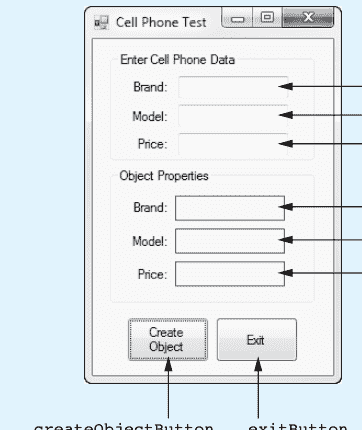 Cell Phone Test
Enter Cell Phone Data
Brand:
Model:
Price:
Object Properties
Brand:
Model:
Price:
Create
Object
Exit
createObjectButton exitButton